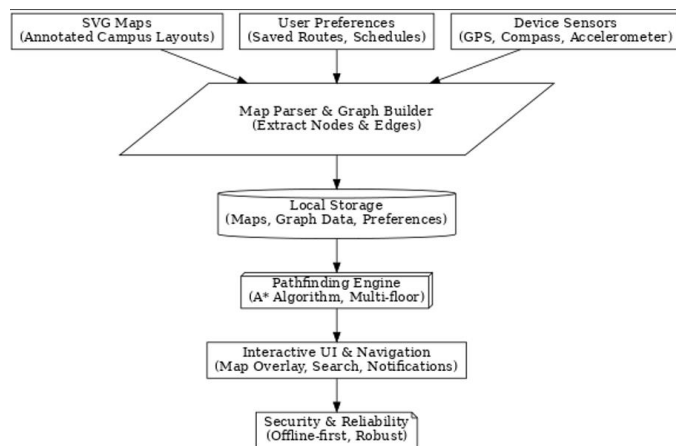 SVG Maps
(Annotated Campus Layouts)
User Preferences
(Saved Routes, Schedules)
Device Sensors
(GPS, Compass, Accelerometer)
Map Parser & Graph Builder
(Extract Nodes & Edges)
Local Storage
(Maps, Graph Data, Preferences)
Pathfinding Engine
(A* Algorithm, Multi-floor)
Interactive UI & Navigation
(Map Overlay, Search, Notifications)
Security & Reliability
(Offline-first, Robust)